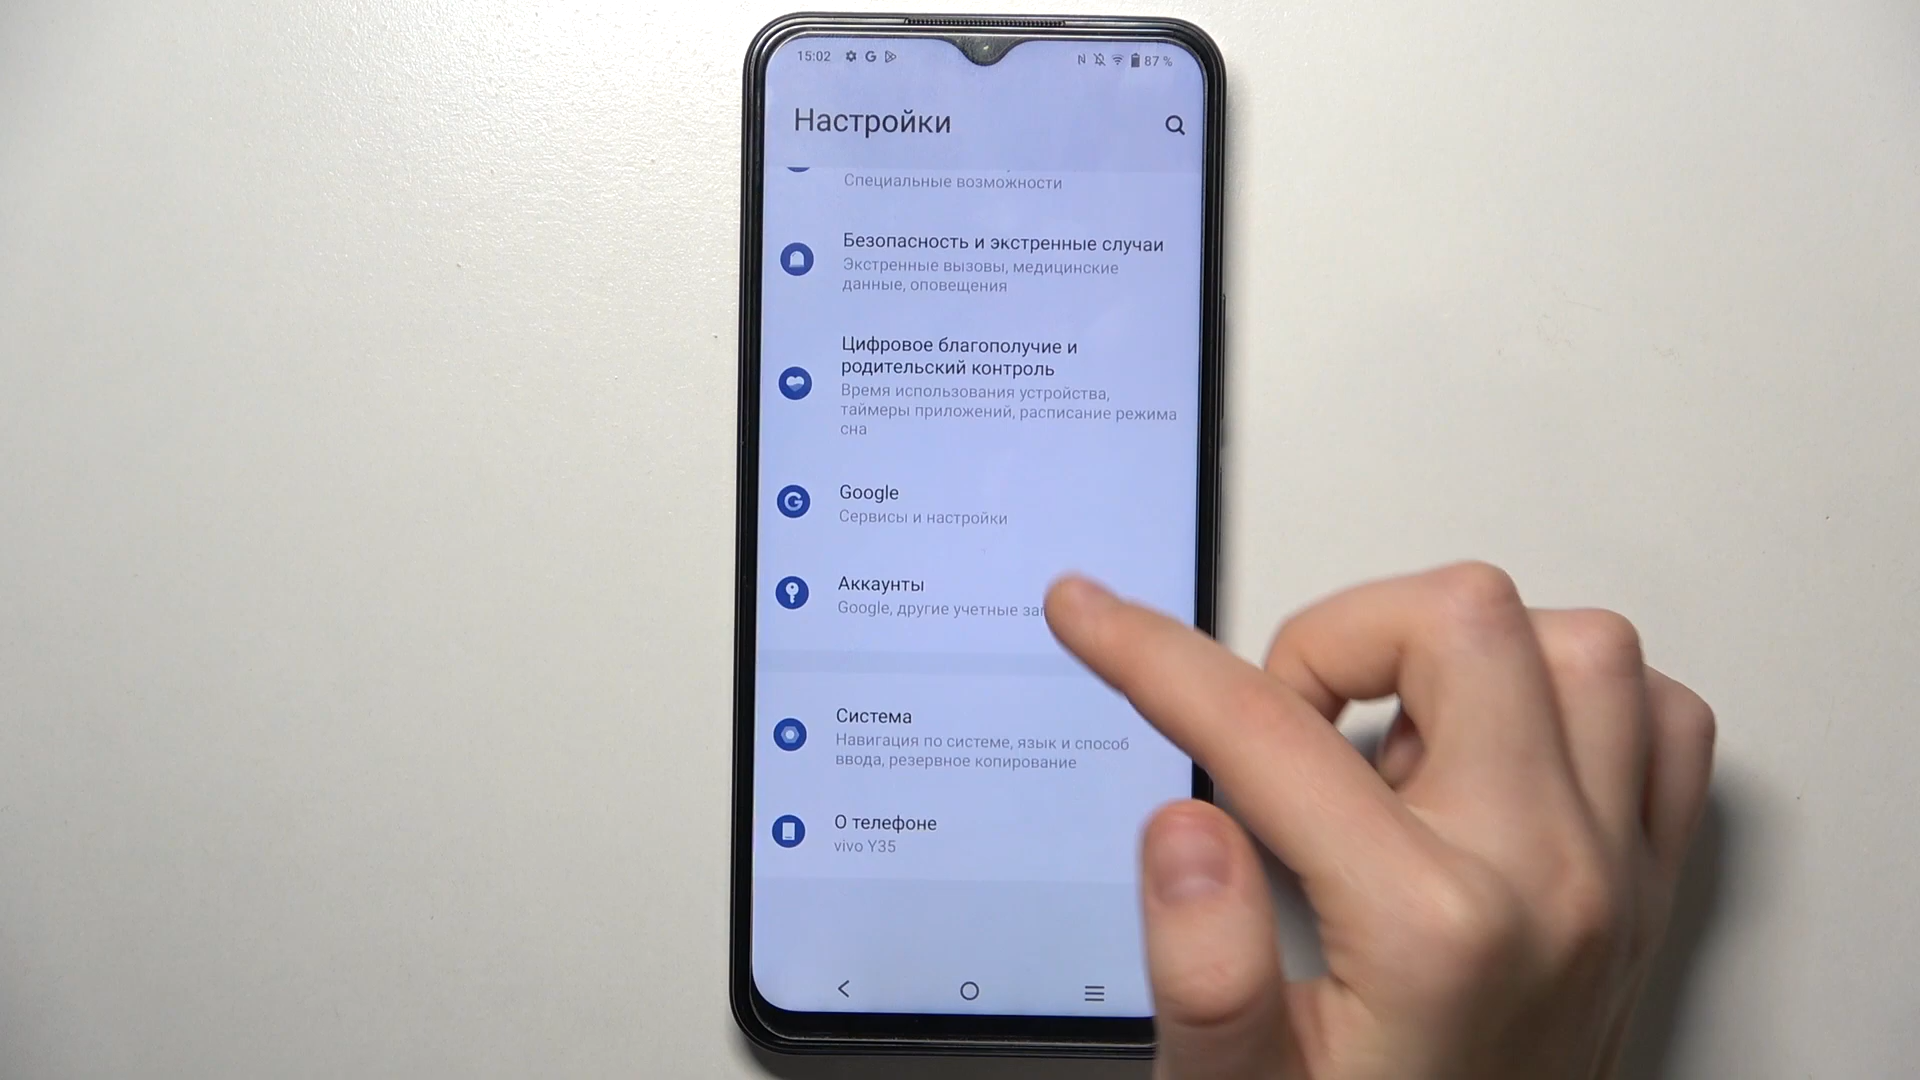 15:02 87 %
Настройки
Специальные возможности
Безопасность и экстренные случаи
Экстренные вызовы, медицинские
данные, оповещения
Цифровое благополучие и
родительский контроль
Время использования устройства,
таймеры приложений, расписание режима
сна
Google
Сервисы и настройки
Аккаунты
Google, другие учетные
Система
Навигация по системе, язык и способ
ввода, резервное копирование
О телефоне
vivo Y35